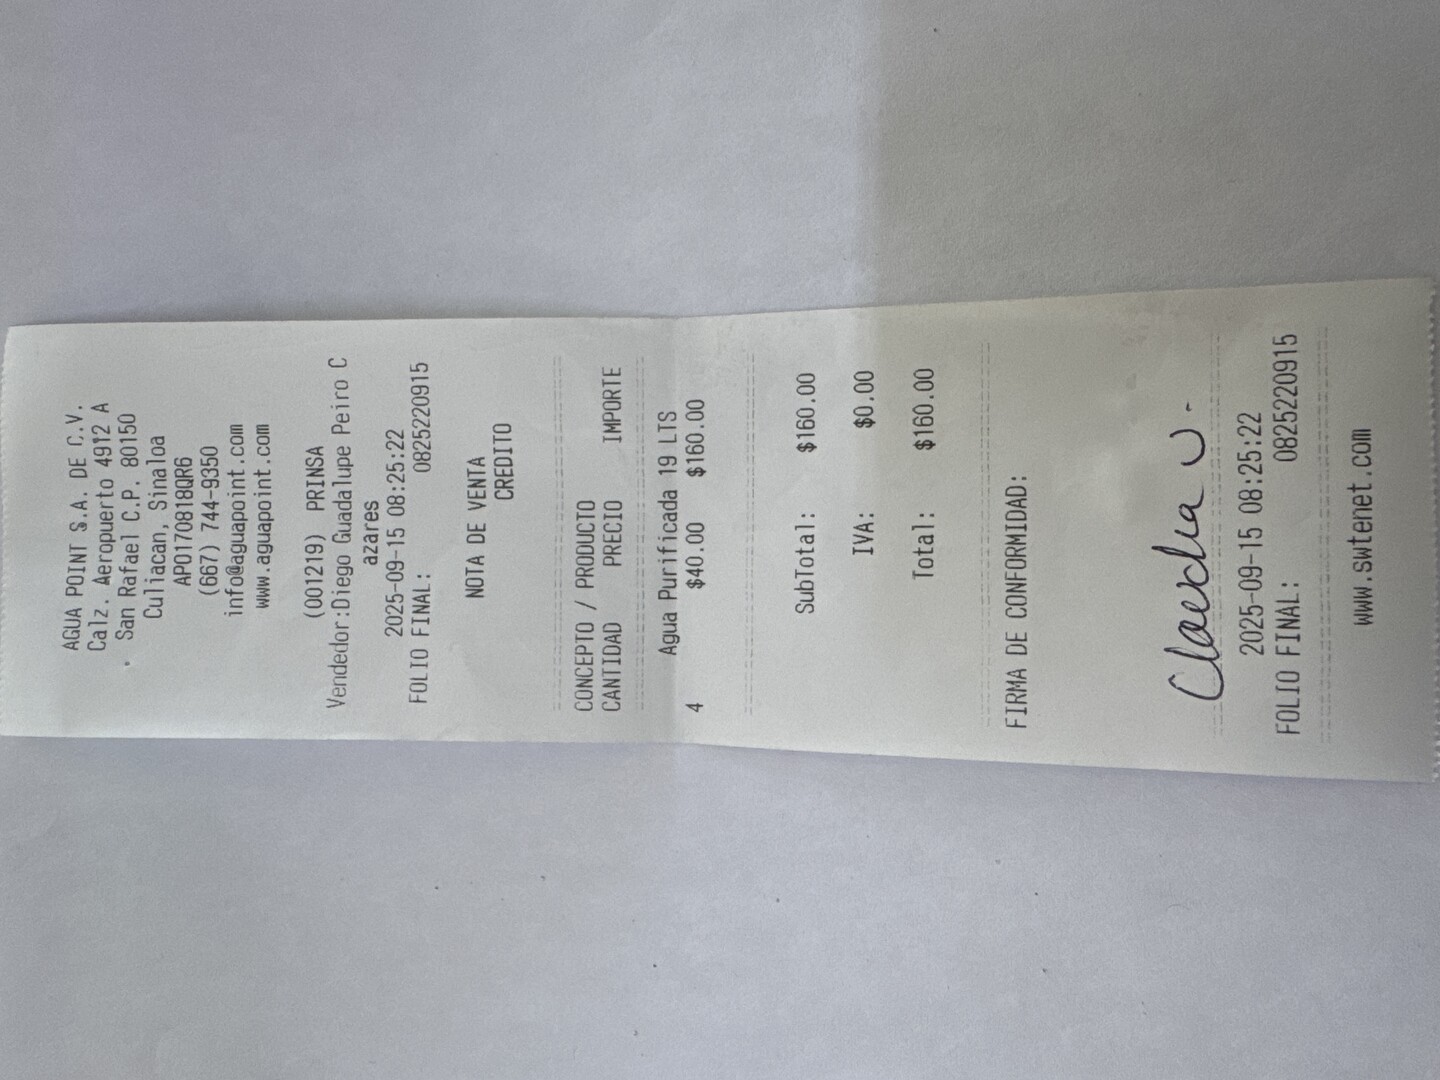 AGUA POINT S.A. DE C.V.
Calz. Aeropuerto 4912 A
San Rafael C.P. 80150
Culiacan, Sinaloa
APO170818QR6
(667) 744-9350
info@aguapoint.com
www.aguapoint.com
(001219) PRINSA
Vendedor:Diego Guadalupe Peiro C
azares
2025-09-15 08:25:22
FOLIO FINAL: 0825220915
NOTA DE VENTA
CREDITO
CONCEPTO / PRODUCTO
CANTIDAD PRECIO IMPORTE
Agua Purificada 19 LTS
4 $40.00 $160.00
SubTotal: $160.00
IVA: $0.00
Total: $160.00
FIRMA DE CONFORMIDAD:
Claudia U.
2025-09-15 08:25:22
FOLIO FINAL: 0825220915
www.swtenet.com